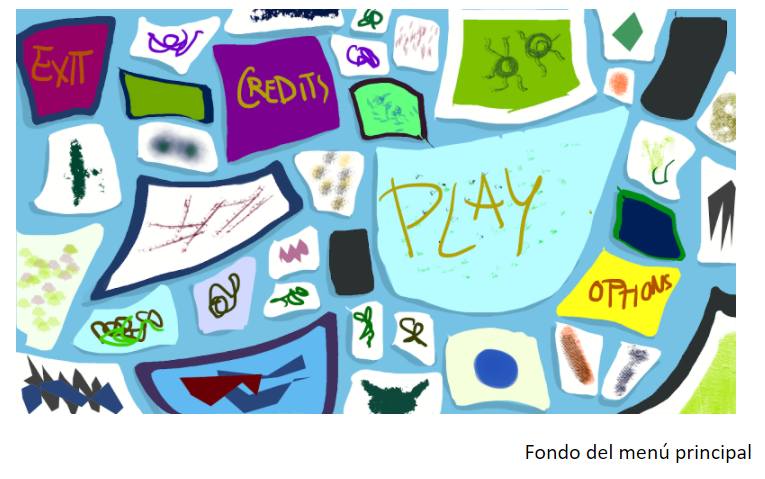 EXIT
CREDITS
PLAY
OPTIONS
Fondo del menú principal